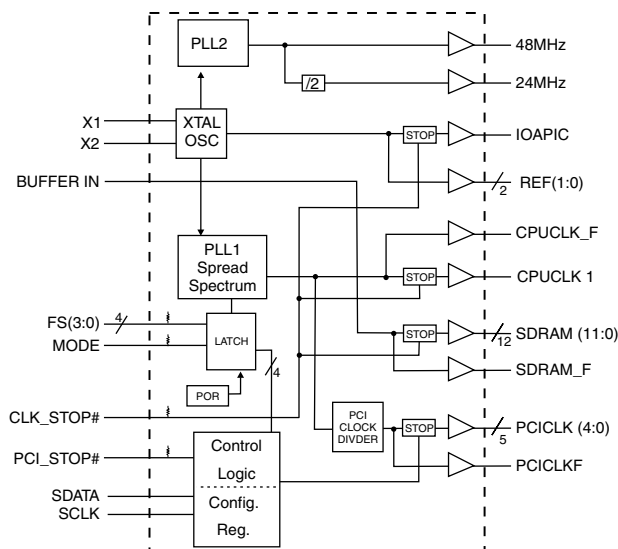 PLL2
48MHz
/2
24MHz
X1
X2
XTAL
OSC
STOP
IOAPIC
BUFFER IN
2
REF(1:0)
PLL1
Spread
Spectrum
CPUCLK_F
STOP
CPUCLK 1
FS(3:0)
4
MODE
LATCH
STOP
12
SDRAM (11:0)
SDRAM_F
4
POR
CLK_STOP#
PCI
CLOCK
DIVDER
STOP
5
PCICLK (4:0)
PCI_STOP#
Control
Logic
PCICLKF
SDATA
SCLK
Config.
Reg.